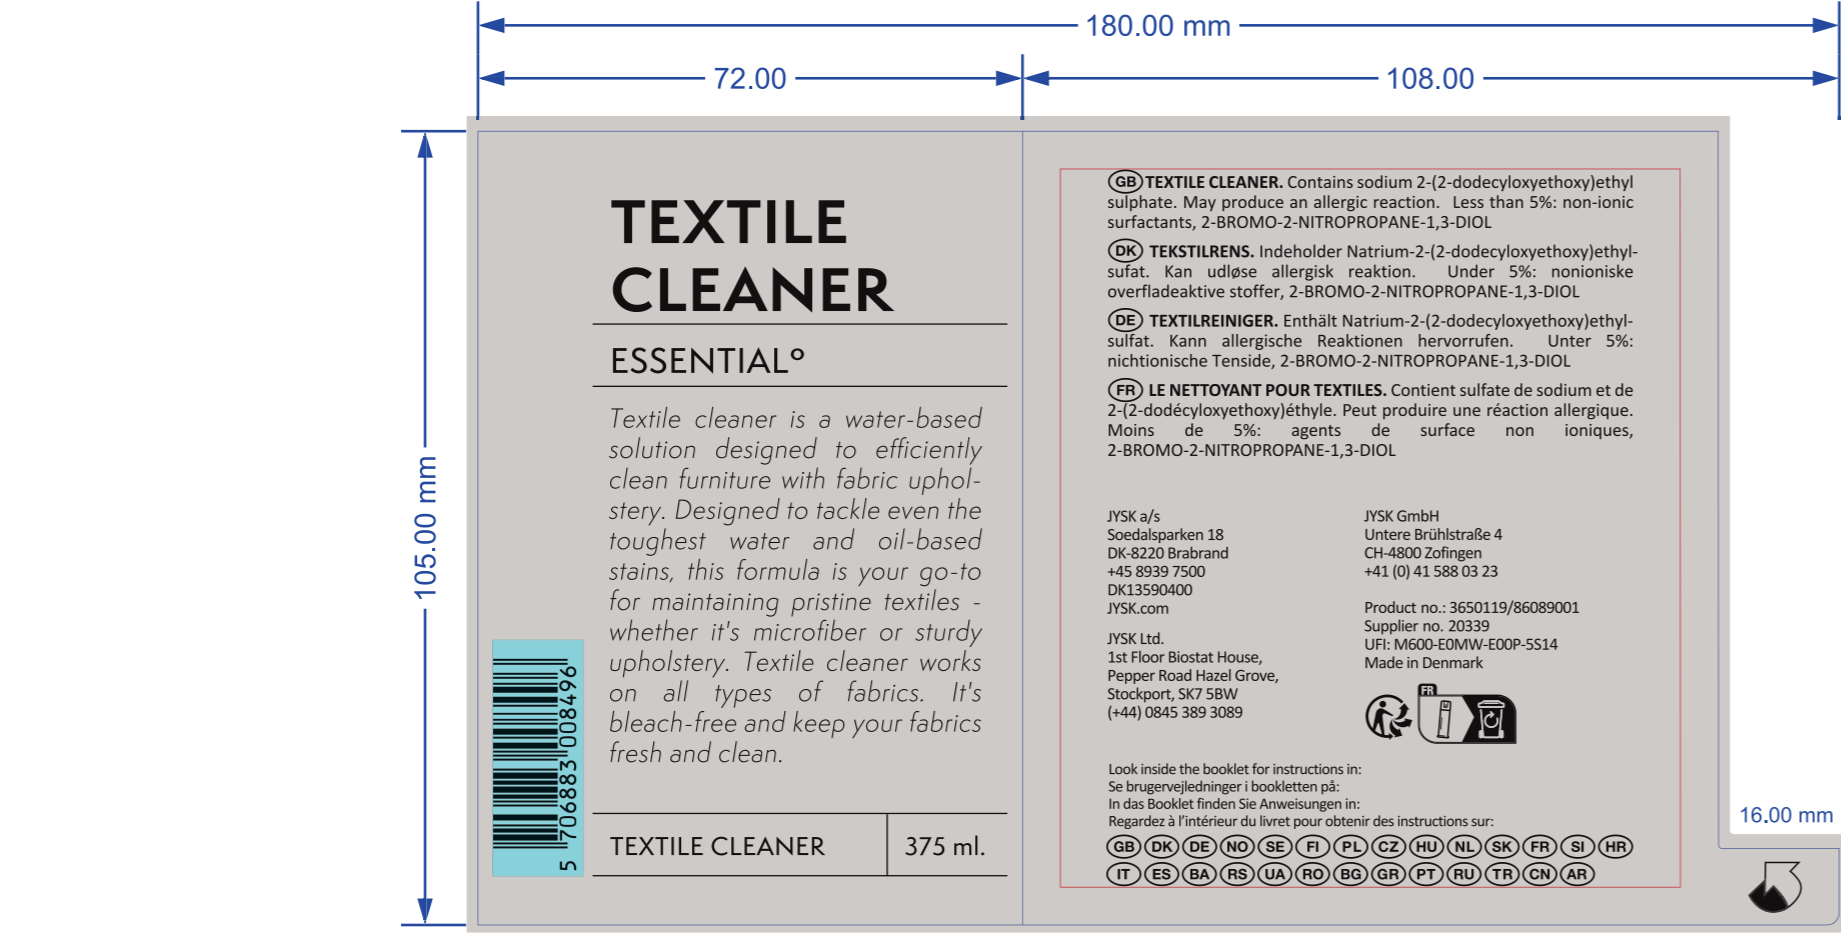 180.00 mm
72.00
108.00
105.00 mm
TEXTILE
CLEANER
ESSENTIAL°
Textile cleaner is a water-based
solution designed to efficiently
clean furniture with fabric uphol-
stery. Designed to tackle even the
toughest water and oil-based
stains, this formula is your go-to
for maintaining pristine textiles -
whether it's microfiber or sturdy
upholstery. Textile cleaner works
on all types of fabrics. It's
bleach-free and keep your fabrics
fresh and clean.
5 706883 008496
TEXTILE CLEANER
375 ml.
GB TEXTILE CLEANER. Contains sodium 2-(2-dodecyloxyethoxy)ethyl
sulphate. May produce an allergic reaction. Less than 5%: non-ionic
surfactants, 2-BROMO-2-NITROPROPANE-1,3-DIOL
DK TEKSTILRENS. Indeholder Natrium-2-(2-dodecyloxyethoxy)ethyl-
sufat. Kan udløse allergisk reaktion. Under 5%: nonioniske
overfladeaktive stoffer, 2-BROMO-2-NITROPROPANE-1,3-DIOL
DE TEXTILREINIGER. Enthält Natrium-2-(2-dodecyloxyethoxy)ethyl-
sulfat. Kann allergische Reaktionen hervorrufen. Unter 5%:
nichtionische Tenside, 2-BROMO-2-NITROPROPANE-1,3-DIOL
FR LE NETTOYANT POUR TEXTILES. Contient sulfate de sodium et de
2-(2-dodécyloxyethoxy)éthyle. Peut produire une réaction allergique.
Moins de 5%: agents de surface non ioniques,
2-BROMO-2-NITROPROPANE-1,3-DIOL
JYSK a/s
Soedalsparken 18
DK-8220 Brabrand
+45 8939 7500
DK13590400
JYSK.com
JYSK Ltd.
1st Floor Biostat House,
Pepper Road Hazel Grove,
Stockport, SK7 5BW
(+44) 0845 389 3089
JYSK GmbH
Untere Brühlstraße 4
CH-4800 Zofingen
+41 (0) 41 588 03 23
Product no.: 3650119/86089001
Supplier no. 20339
UFI: M600-E0MW-E00P-5S14
Made in Denmark
FR
Look inside the booklet for instructions in:
Se brugervejledninger i bookletten på:
In das Booklet finden Sie Anweisungen in:
Regardez à l'intérieur du livret pour obtenir des instructions sur:
GB DK DE NO SE FI PL CZ HU NL SK FR SI HR
IT ES BA RS UA RO BG GR PT RU TR CN AR
16.00 mm